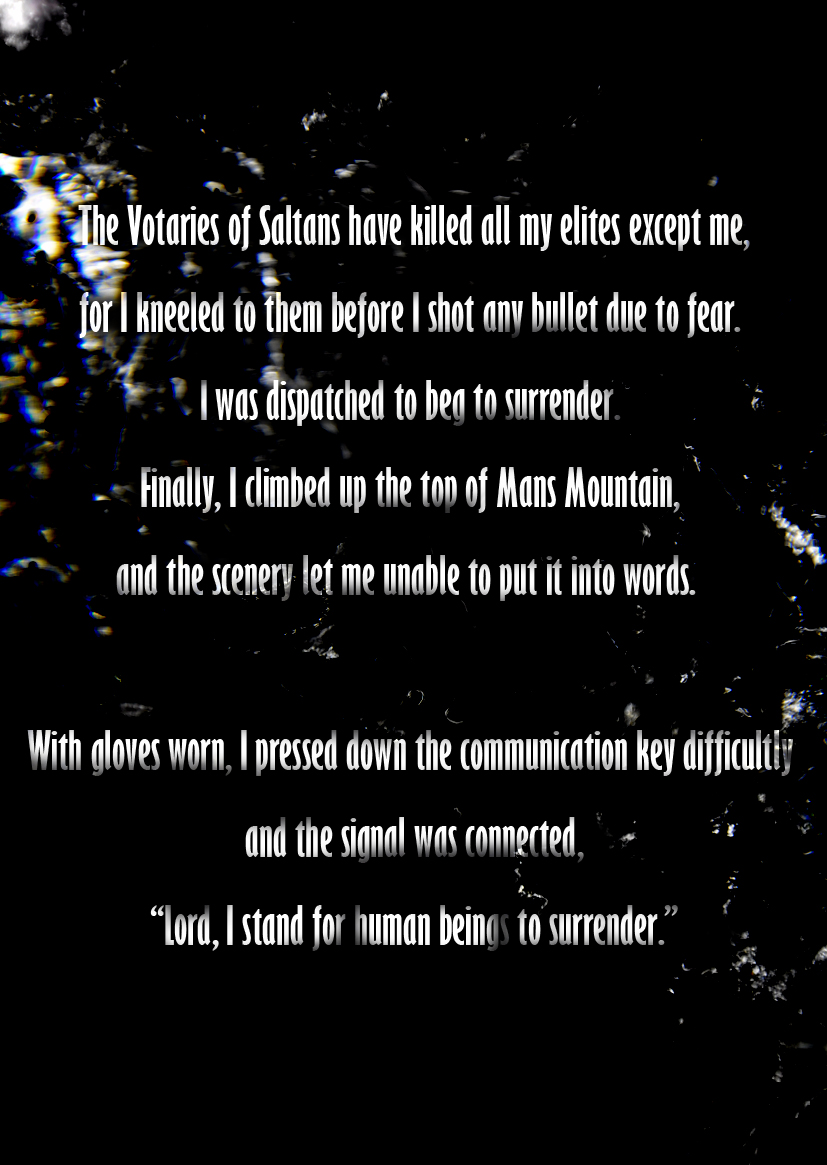 The Votaries of Saltans have killed all my elites except me,
for I kneeled to them before I shot any bullet due to fear.
I was dispatched to beg to surrender.
Finally, I climbed up the top of Mans Mountain,
and the scenery let me unable to put it into words.
With gloves worn, I pressed down the communication key difficultly
and the signal was connected,
“Lord, I stand for human beings to surrender.”